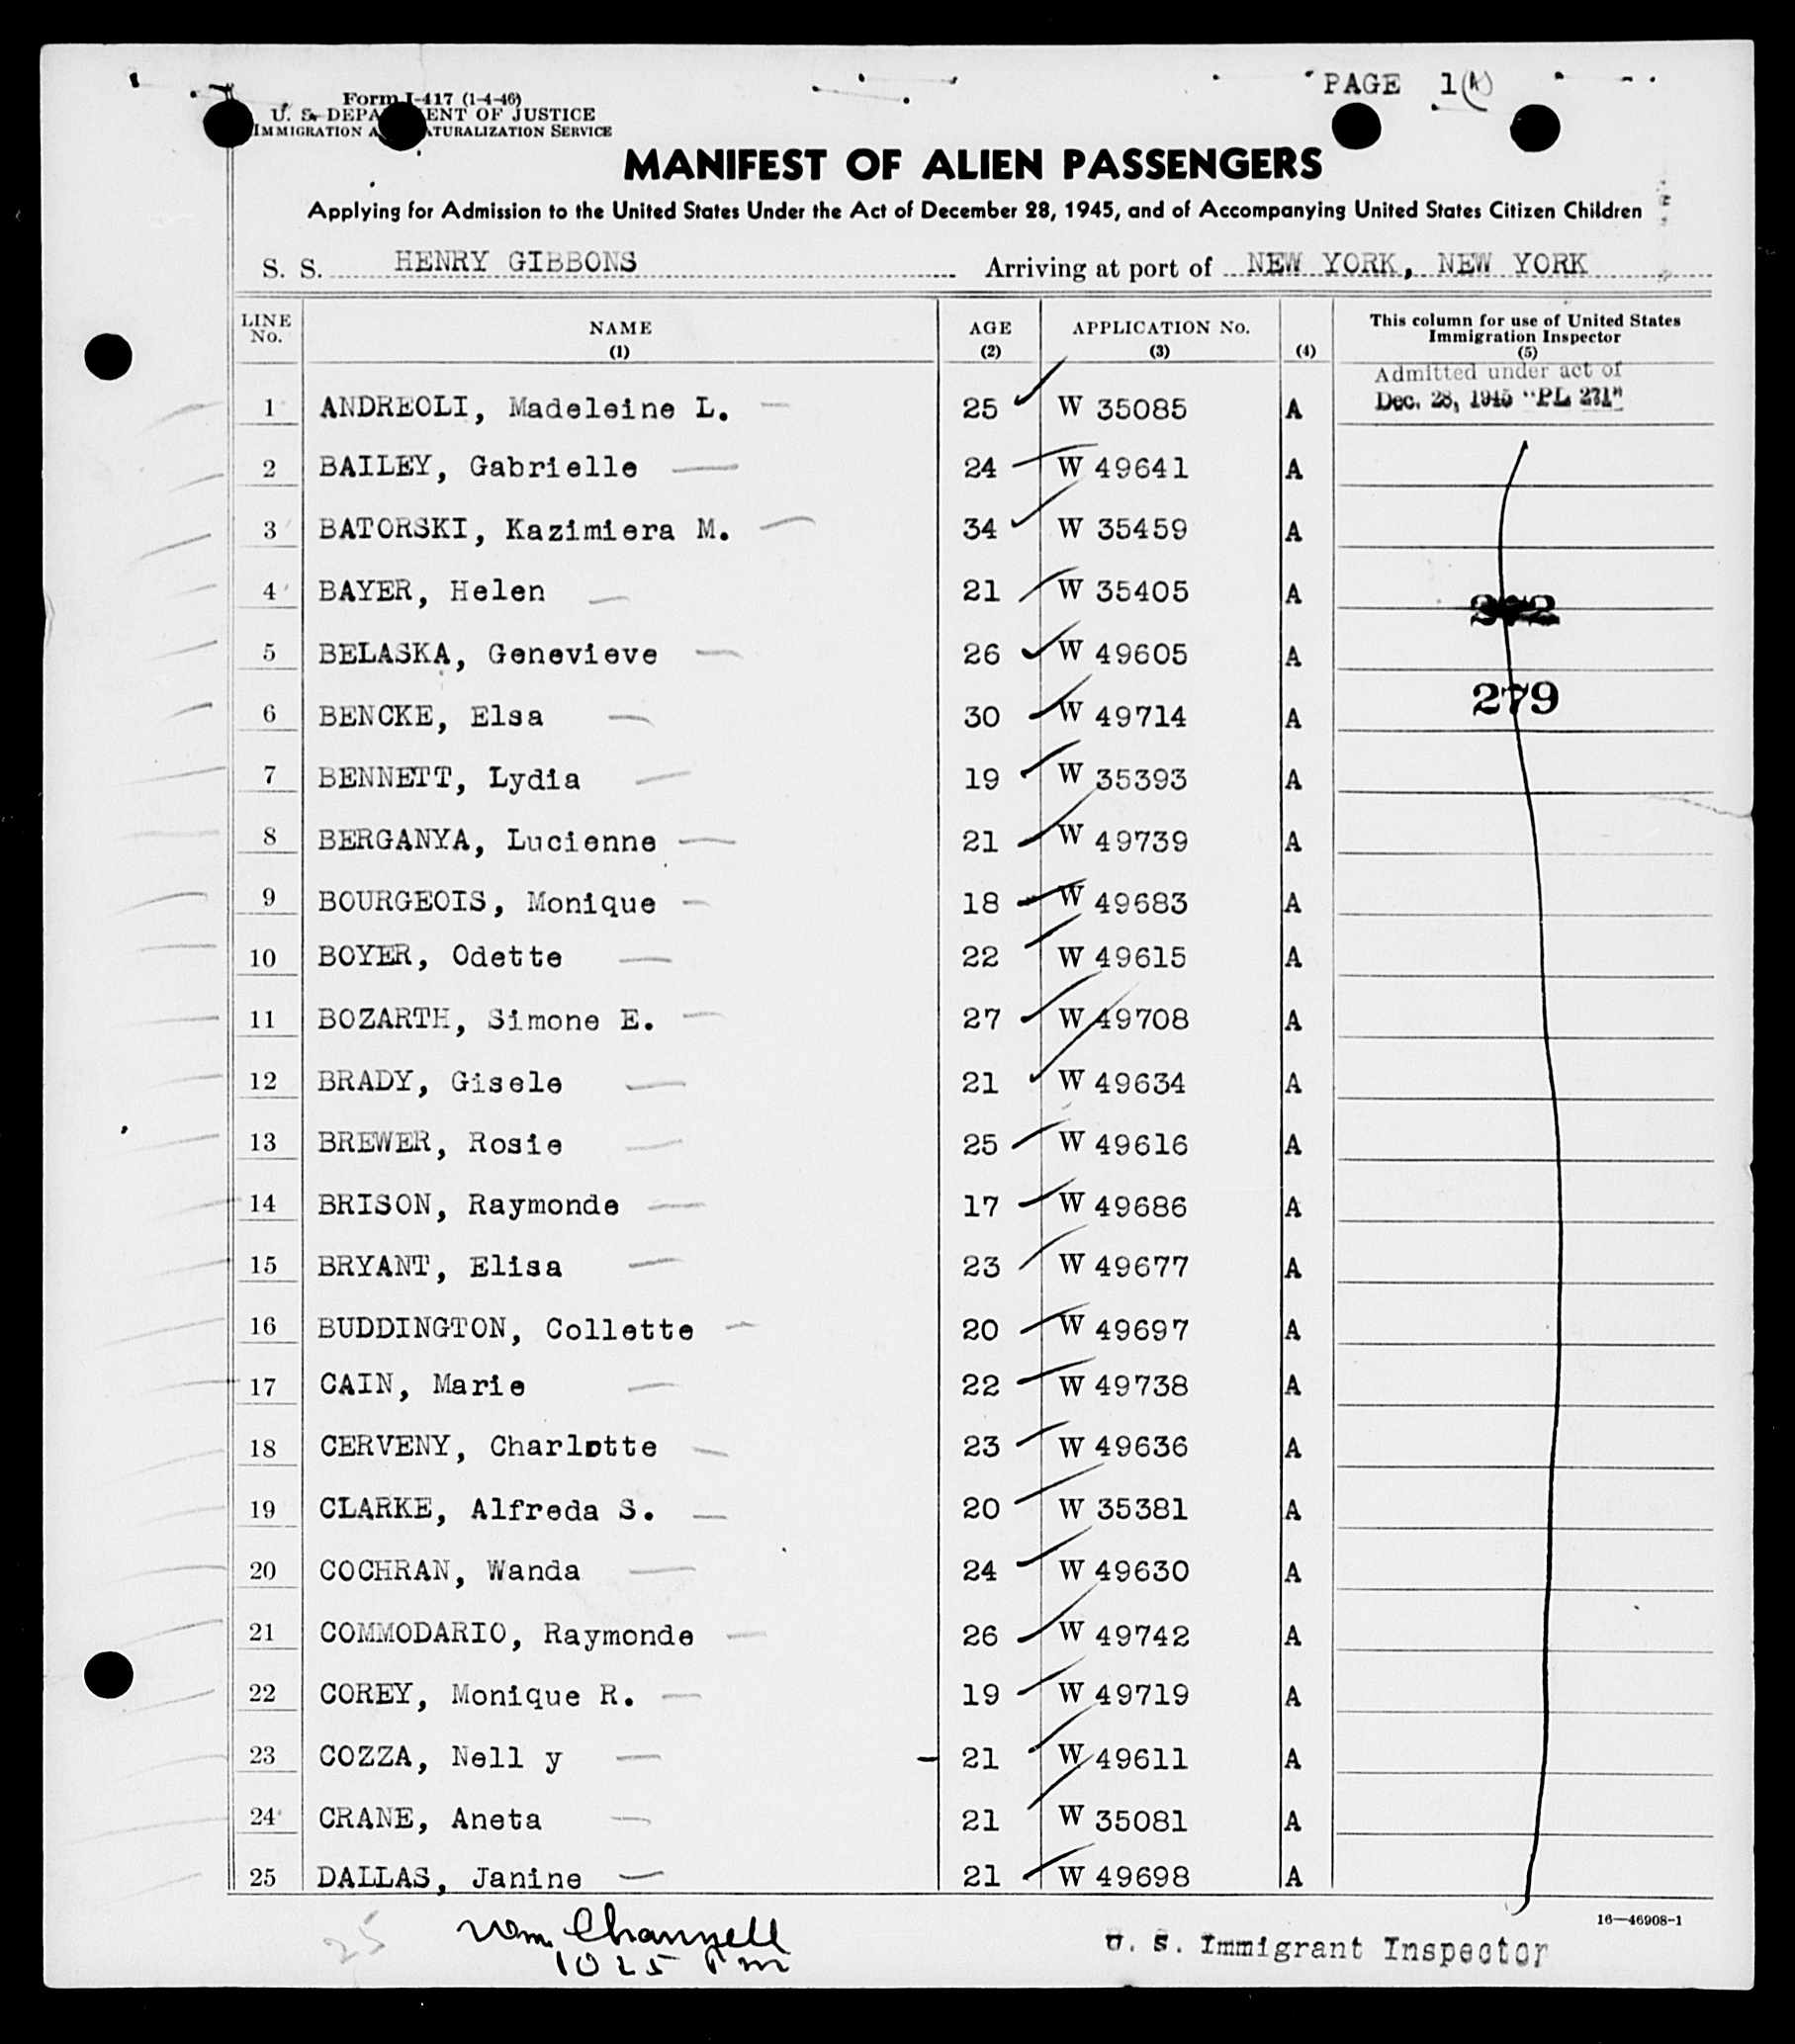 PAGE 1
Form I-417 (1-4-46)
U. S. DEPA ENT OF JUSTICE
IMMIGRATION A TURALIZATION SERVICE
MANIFEST OF ALIEN PASSENGERS
Applying for Admission to the United States Under the Act of December 28, 1945, and of Accompanying United States Citizen Children
S. S. HENRY GIBBONS Arriving at port of NEW YORK, NEW YORK
LINE No. NAME (1) AGE (2) APPLICATION No. (3) (4) This column for use of United States Immigration Inspector (5)
Admitted under act of
Dec. 28, 1945 "PL 271"
1 ANDREOLI, Madeleine L. 25 W 35085 A
2 BAILEY, Gabrielle 24 W 49641 A
3 BATORSKI, Kazimiera M. 34 W 35459 A
4 BAYER, Helen 21 W 35405 A
5 BELASKA, Genevieve 26 W 49605 A
6 BENCKE, Elsa 30 W 49714 A 279
7 BENNETT, Lydia 19 W 35393 A
8 BERGANYA, Lucienne 21 W 49739 A
9 BOURGEOIS, Monique 18 W 49683 A
10 BOYER, Odette 22 W 49615 A
11 BOZARTH, Simone E. 27 W 49708 A
12 BRADY, Gisele 21 W 49634 A
13 BREWER, Rosie 25 W 49616 A
14 BRISON, Raymonde 17 W 49686 A
15 BRYANT, Elisa 23 W 49677 A
16 BUDDINGTON, Collette 20 W 49697 A
17 CAIN, Marie 22 W 49738 A
18 CERVENY, Charlotte 23 W 49636 A
19 CLARKE, Alfreda S. 20 W 35381 A
20 COCHRAN, Wanda 24 W 49630 A
21 COMMODARIO, Raymonde 26 W 49742 A
22 COREY, Monique R. 19 W 49719 A
23 COZZA, Nell y 21 W 49611 A
24 CRANE, Aneta 21 W 35081 A
25 DALLAS, Janine 21 W 49698 A
16—46908-1
25 Wm. Channell
1025 Pm
U. S. Immigrant Inspector